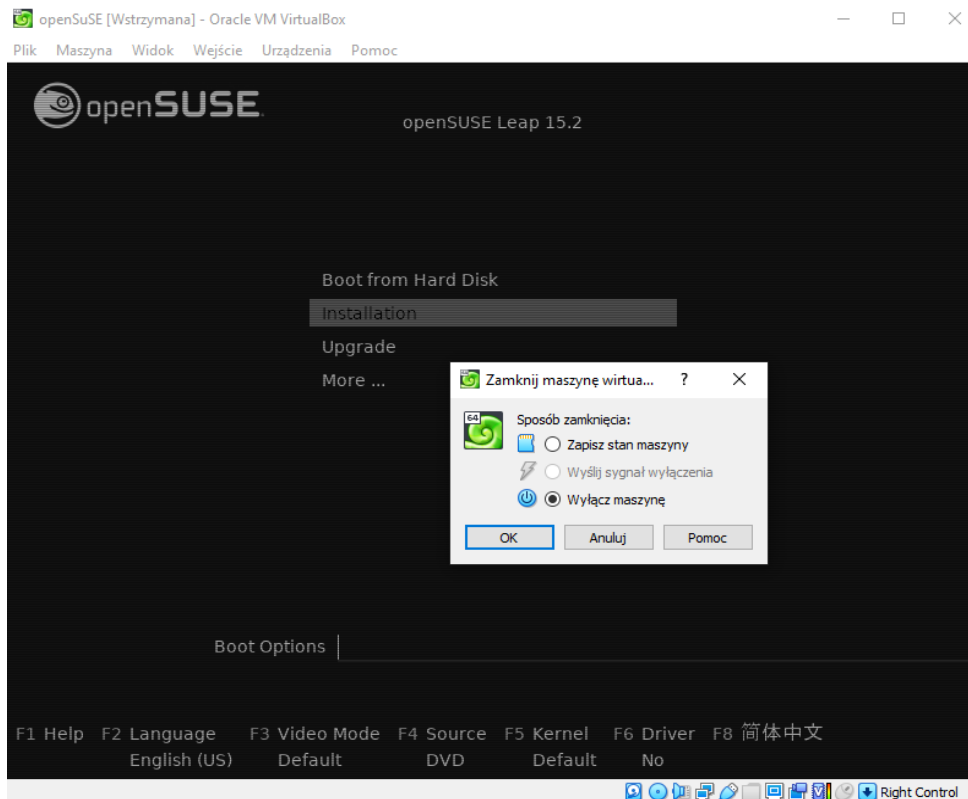 openSuSE [Wstrzymana] - Oracle VM VirtualBox
Plik Maszyna Widok Wejście Urządzenia Pomoc
openSUSE.
openSUSE Leap 15.2
Boot from Hard Disk
Installation
Upgrade
More ...
Zamknij maszynę wirtua... ?
64
Sposób zamknięcia:
Zapisz stan maszyny
Wyślij sygnał wyłączenia
Wyłącz maszynę
OK Anuluj Pomoc
Boot Options
F1 Help F2 Language F3 Video Mode F4 Source F5 Kernel F6 Driver F8 简体中文
English (US) Default DVD Default No
Right Control